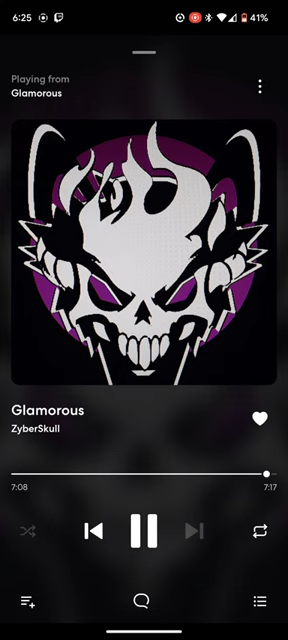 6:25
41%
Playing from
Glamorous
Glamorous
ZyberSkull
7:08
7:17